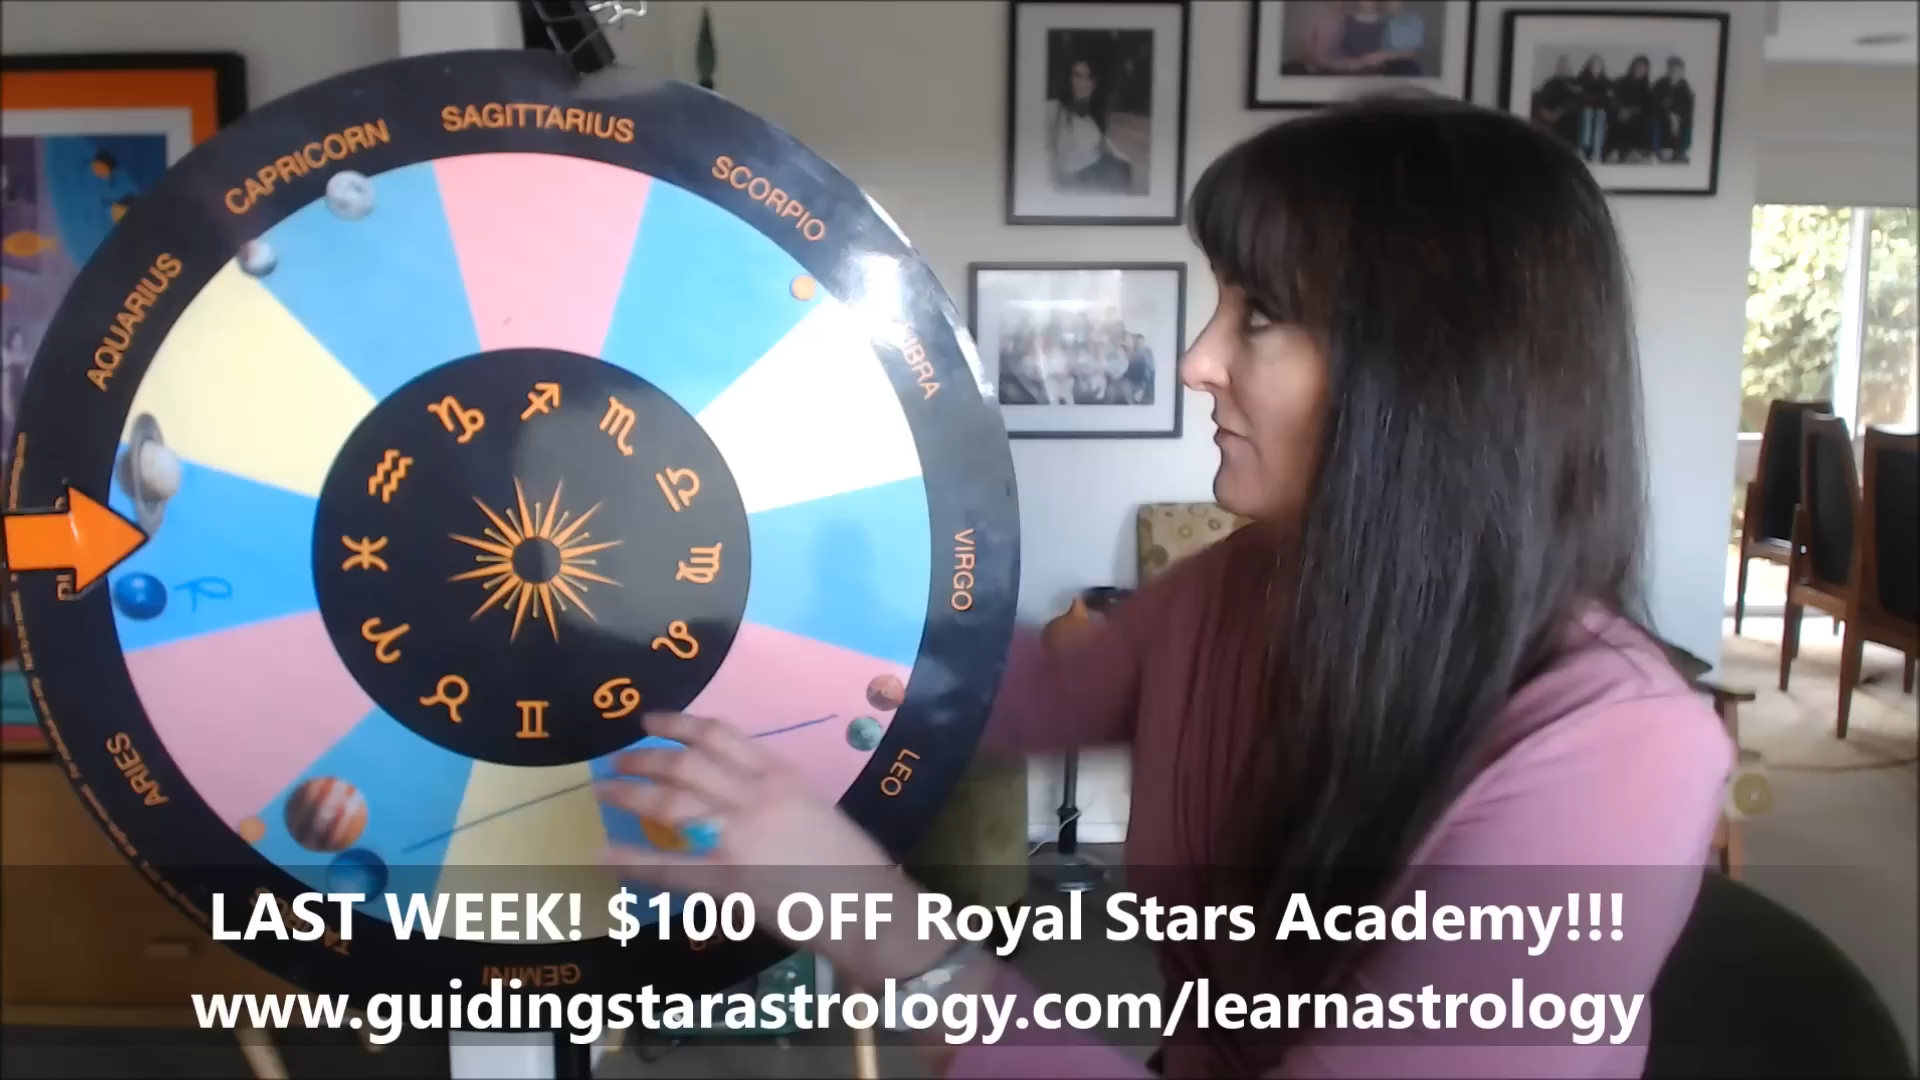 SAGITTARIUS
CAPRICORN
SCORPIO
AQUARIUS
VIRGO
R
ARIES
LEO
GEMINI
LAST WEEK! $100 OFF Royal Stars Academy!!!
www.guidingstarastrology.com/learnastrology